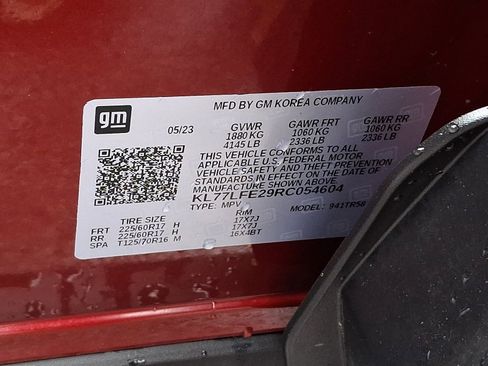 gm
MFD BY GM KOREA COMPANY
05/23 GVWR GAWR FRT GAWR RR
1880 KG 1060 KG 1060 KG
4145 LB 2336 LB 2336 LB
THIS VEHICLE CONFORMS TO ALL
APPLICABLE U.S. FEDERAL MOTOR
VEHICLE SAFETY AND THEFT PREVENTION
STANDARDS IN EFFECT ON THE DATE OF
MANUFACTURE SHOWN ABOVE.
KL77LFE29RC054604
TYPE: MPV MODEL: 941TR58
TIRE SIZE RIM
FRT 225/60R17 H 17X7J
RR 225/60R17 H 17X7J
SPA T125/70R16 M 16X4BT